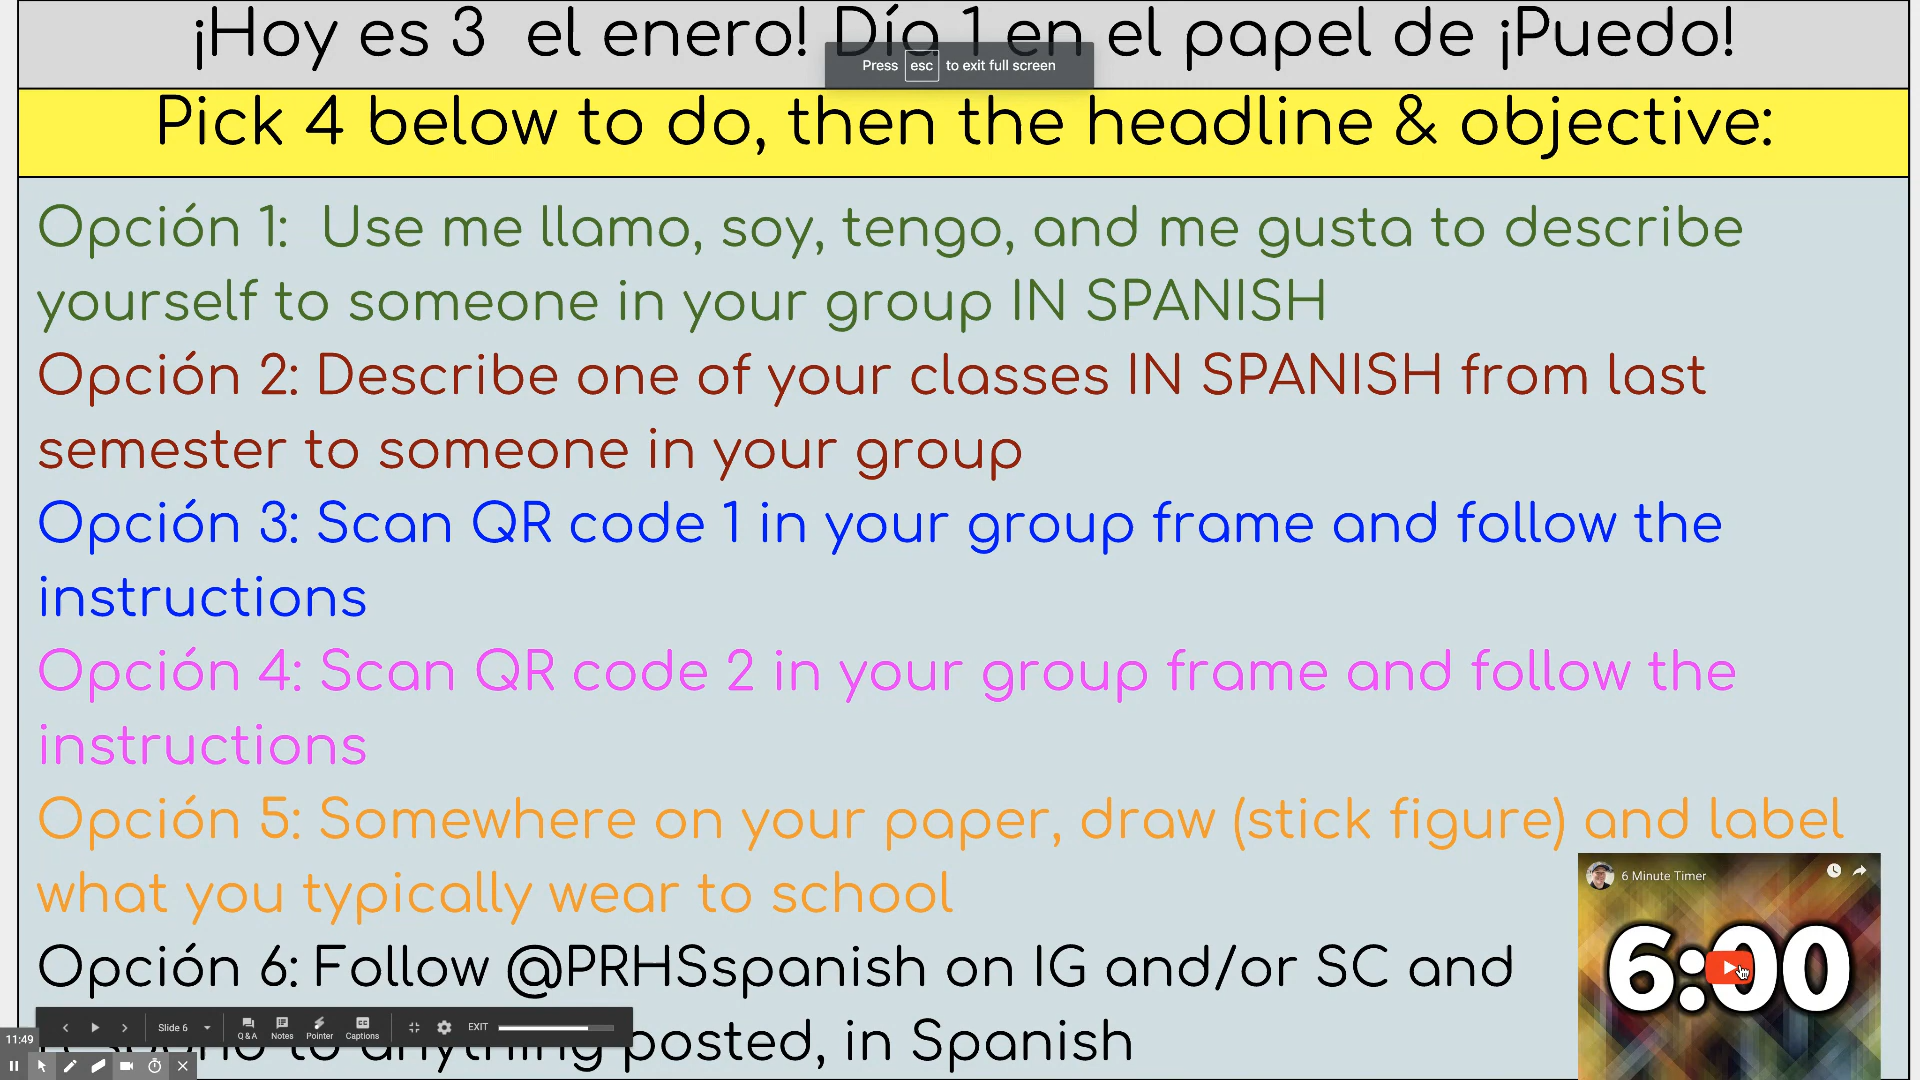 ¡Hoy es 3 el enero! Día 1 en el papel de ¡Puedo!
Press esc to exit full screen
Pick 4 below to do, then the headline & objective:
Opción 1: Use me llamo, soy, tengo, and me gusta to describe
yourself to someone in your group IN SPANISH
Opción 2: Describe one of your classes IN SPANISH from last
semester to someone in your group
Opción 3: Scan QR code 1 in your group frame and follow the
instructions
Opción 4: Scan QR code 2 in your group frame and follow the
instructions
Opción 5: Somewhere on your paper, draw (stick figure) and label
what you typically wear to school
6 Minute Timer
6:00
Opción 6: Follow @PRHSspanish on IG and/or SC and
respond to anything posted, in Spanish
Slide 6 Q & A Notes Pointer Captions EXIT
11:49